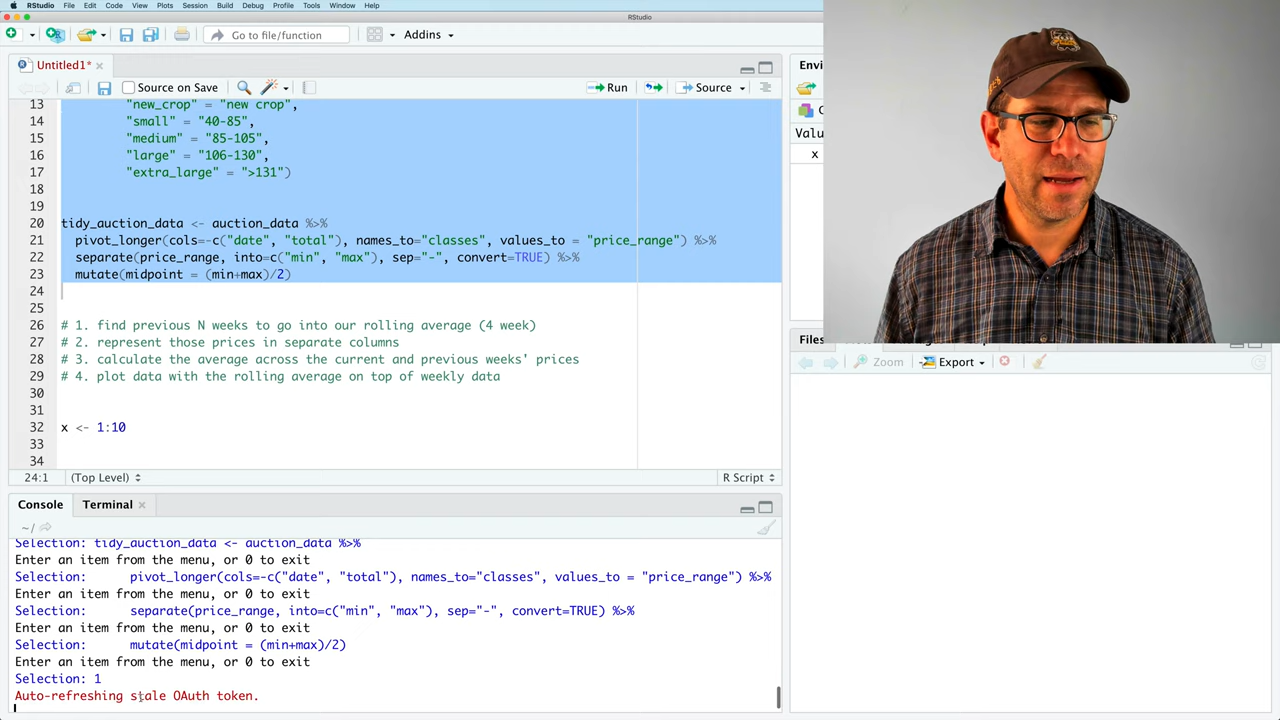 RStudio File Edit Code View Plots Session Build Debug Profile Tools Window Help
RStudio
Go to file/function
Addins
Untitled1*
Source on Save
Run
Source
13 "new_crop" = "new crop",
14 "small" = "40-85",
15 "medium" = "85-105",
16 "large" = "106-130",
17 "extra_large" = ">131")
18
19
20 tidy_auction_data <- auction_data %>%
21 pivot_longer(cols=-c("date", "total"), names_to="classes", values_to = "price_range") %>%
22 separate(price_range, into=c("min", "max"), sep="-", convert=TRUE) %>%
23 mutate(midpoint = (min+max)/2)
24
25
26 # 1. find previous N weeks to go into our rolling average (4 week)
27 # 2. represent those prices in separate columns
28 # 3. calculate the average across the current and previous weeks' prices
29 # 4. plot data with the rolling average on top of weekly data
30
31
32 x <- 1:10
33
34
24:1 (Top Level) R Script
Console Terminal
~/
Selection: tidy_auction_data <- auction_data %>%
Enter an item from the menu, or 0 to exit
Selection: pivot_longer(cols=-c("date", "total"), names_to="classes", values_to = "price_range") %>%
Enter an item from the menu, or 0 to exit
Selection: separate(price_range, into=c("min", "max"), sep="-", convert=TRUE) %>%
Enter an item from the menu, or 0 to exit
Selection: mutate(midpoint = (min+max)/2)
Enter an item from the menu, or 0 to exit
Selection: 1
Auto-refreshing stale OAuth token.
Envi
Valu
x
Files
Zoom Export